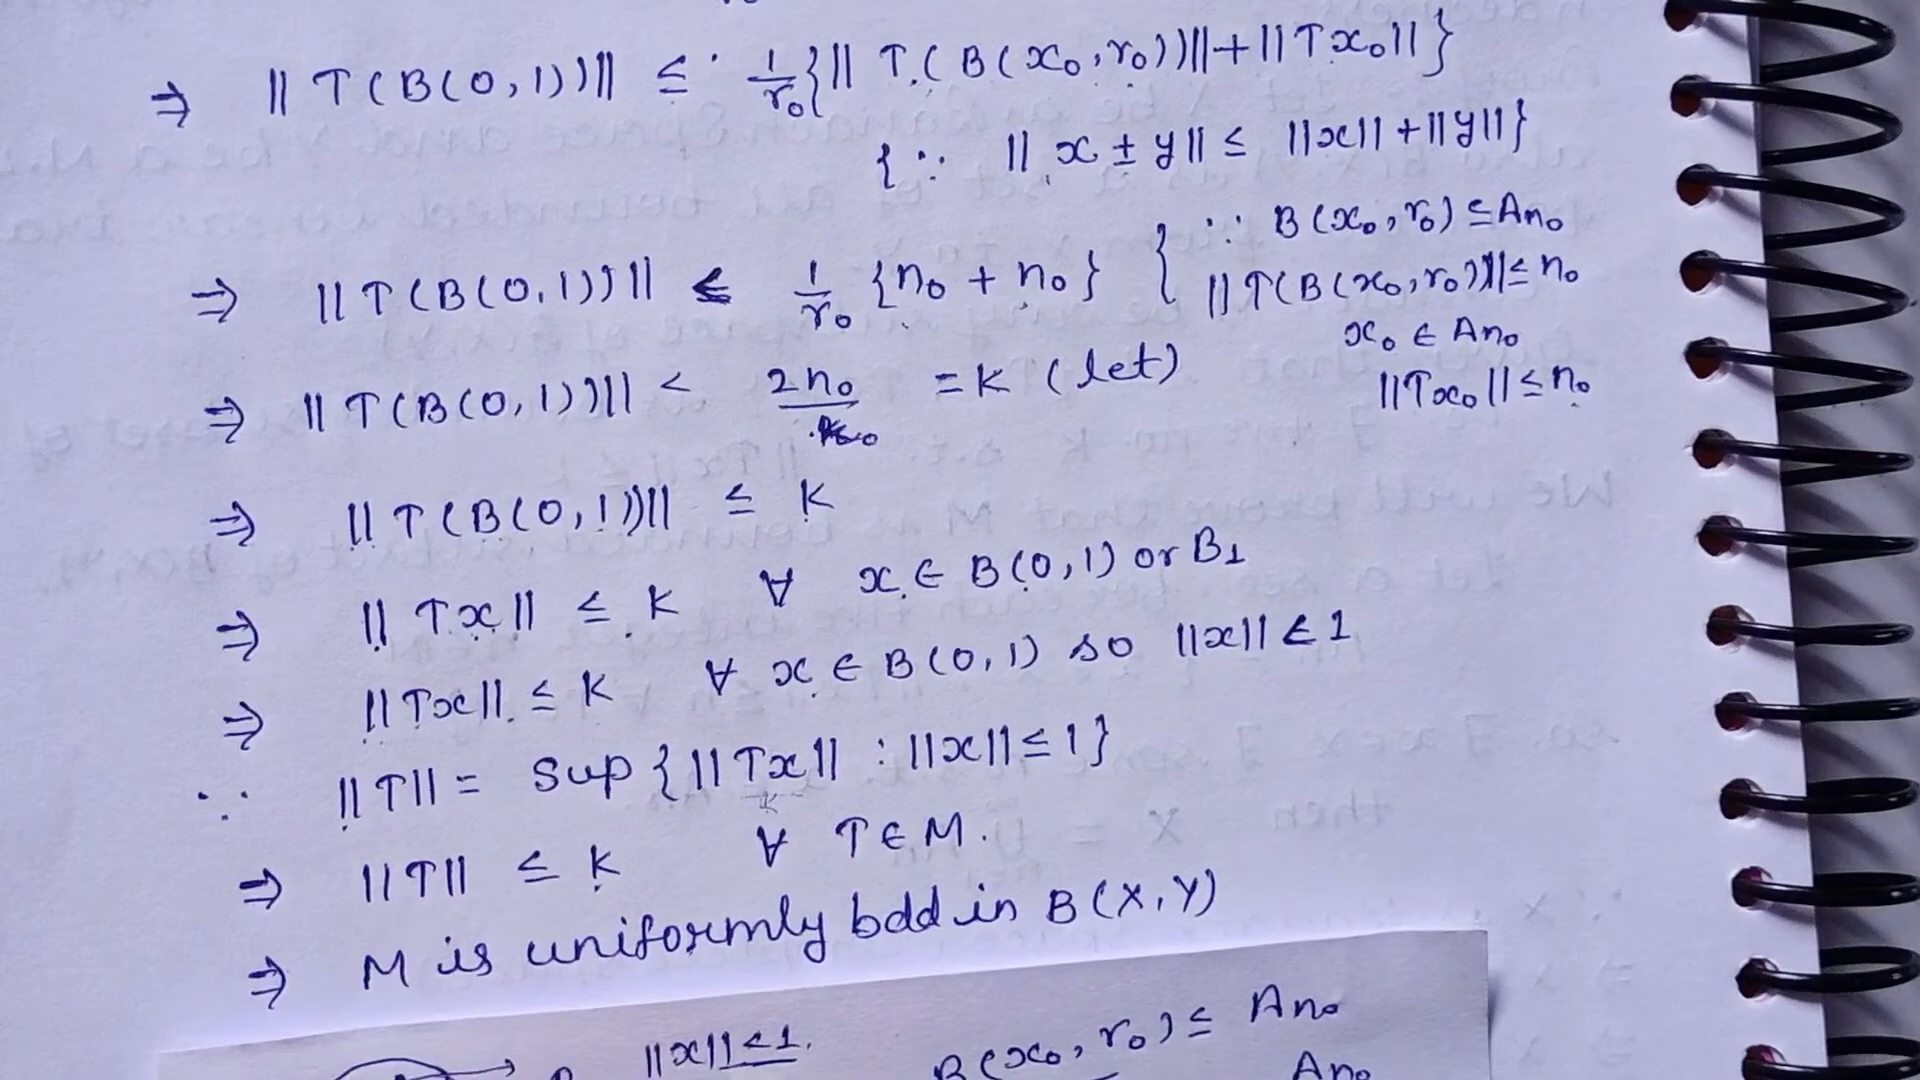 ⇒ || T(B(0,1))|| ≤ 1/r₀ {|| T.(B(x₀,r₀))||+||Tx₀||}
{∵ ||x ± y|| ≤ ||x||+||y||}
⇒ ||T(B(0,1))|| ≤ 1/r₀ {n₀ + n₀} {∵ B(x₀,r₀) ⊆ An₀
||T(B(x₀,r₀))||≤ n₀
x₀ ∈ An₀
||Tx₀||≤ n₀
⇒ ||T(B(0,1))|| < 2n₀/r₀ = K (let)
⇒ ||T(B(0,1))|| ≤ K
⇒ ||Tx|| ≤ K ∀ x ∈ B(0,1) or B₁
⇒ ||Tx|| ≤ K ∀ x ∈ B(0,1) so ||x|| < 1
∴ ||T|| = Sup {||Tx|| : ||x|| ≤ 1}
⇒ ||T|| ≤ K ∀ T ∈ M.
⇒ M is uniformly bdd in B(X,Y)
||x||<1.
B(x₀,r₀) ⊆ An₀
An₀